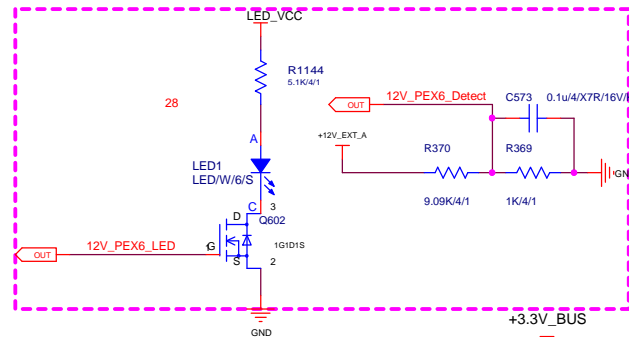 LED_VCC
R1144
5.1K/4/1
28
12V_PEX6_Detect
OUT
C573
0.1u/4/X7R/16V/
+12V_EXT_A
A
R370
R369
LED1
LED/W/6/S
GN
9.09K/4/1
1K/4/1
C
3
D
Q602
12V_PEX6_LED
OUT
G
1G1D1S
S
2
GND
+3.3V_BUS